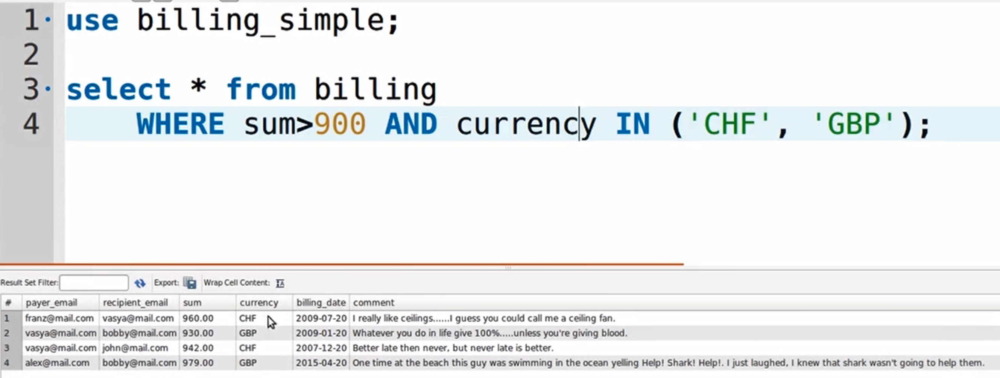 1 use billing_simple;
2
3 select * from billing
4 WHERE sum>900 AND currency IN ('CHF', 'GBP');
Result Set Filter: Export: Wrap Cell Content:
# payer_email recipient_email sum currency billing_date comment
1 franz@mail.com vasya@mail.com 960.00 CHF 2009-07-20 I really like ceilings......I guess you could call me a ceiling fan.
2 vasya@mail.com bobby@mail.com 930.00 GBP 2009-01-20 Whatever you do in life give 100%.....unless you're giving blood.
3 vasya@mail.com john@mail.com 942.00 CHF 2007-12-20 Better late then never, but never late is better.
4 alex@mail.com bobby@mail.com 979.00 GBP 2015-04-20 One time at the beach this guy was swimming in the ocean yelling Help! Shark! Help!. I just laughed, I knew that shark wasn't going to help them.